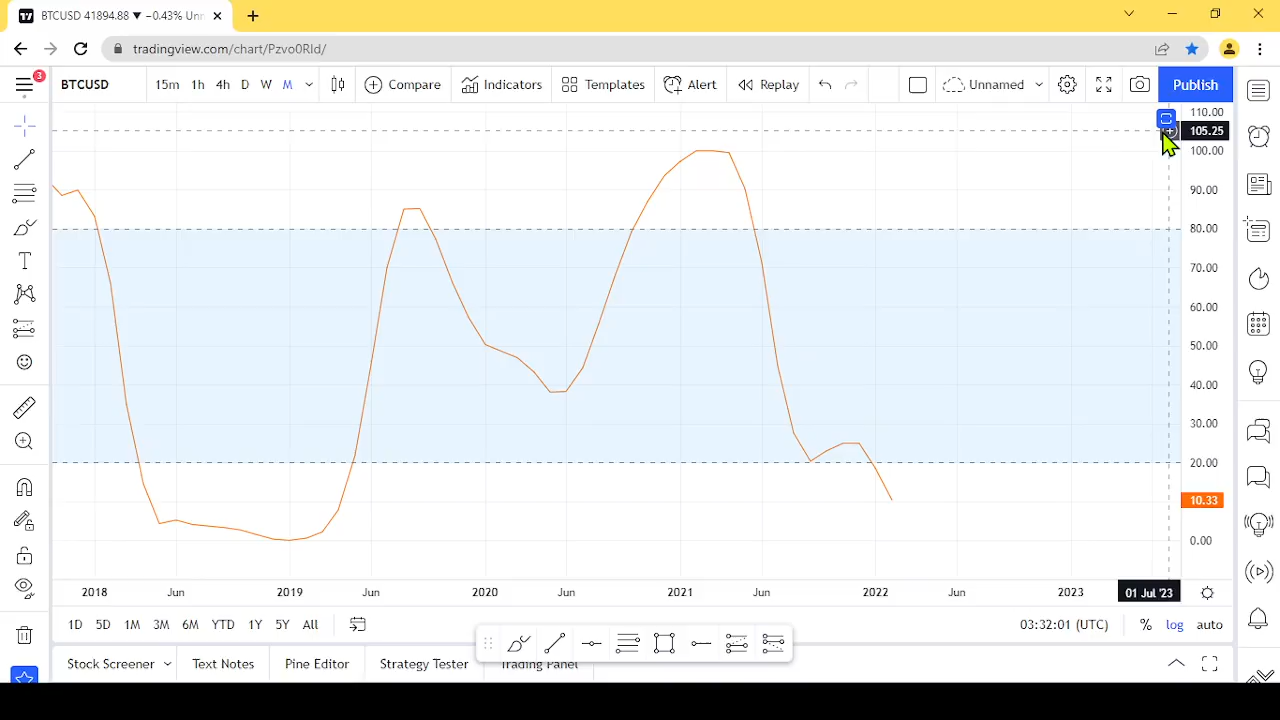 BTCUSD 41894.88 ▼ −0.43% Unn
tradingview.com/chart/Pzvo0Rld/
3
BTCUSD 15m 1h 4h D W M Compare Indicators Templates Alert Replay Unnamed Publish
110.00
105.25
100.00
90.00
80.00
70.00
60.00
50.00
40.00
30.00
20.00
10.33
0.00
2018 Jun 2019 Jun 2020 Jun 2021 Jun 2022 Jun 2023 01 Jul '23
1D 5D 1M 3M 6M YTD 1Y 5Y All 03:32:01 (UTC) % log auto
Stock Screener Text Notes Pine Editor Strategy Tester Trading Panel